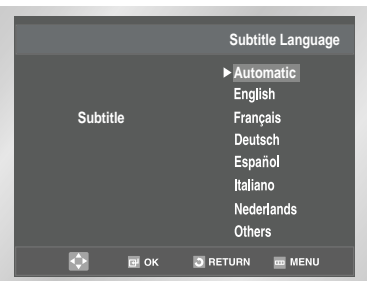 Subtitle Language
Automatic
English
Subtitle Français
Deutsch
Español
Italiano
Nederlands
Others
OK RETURN MENU